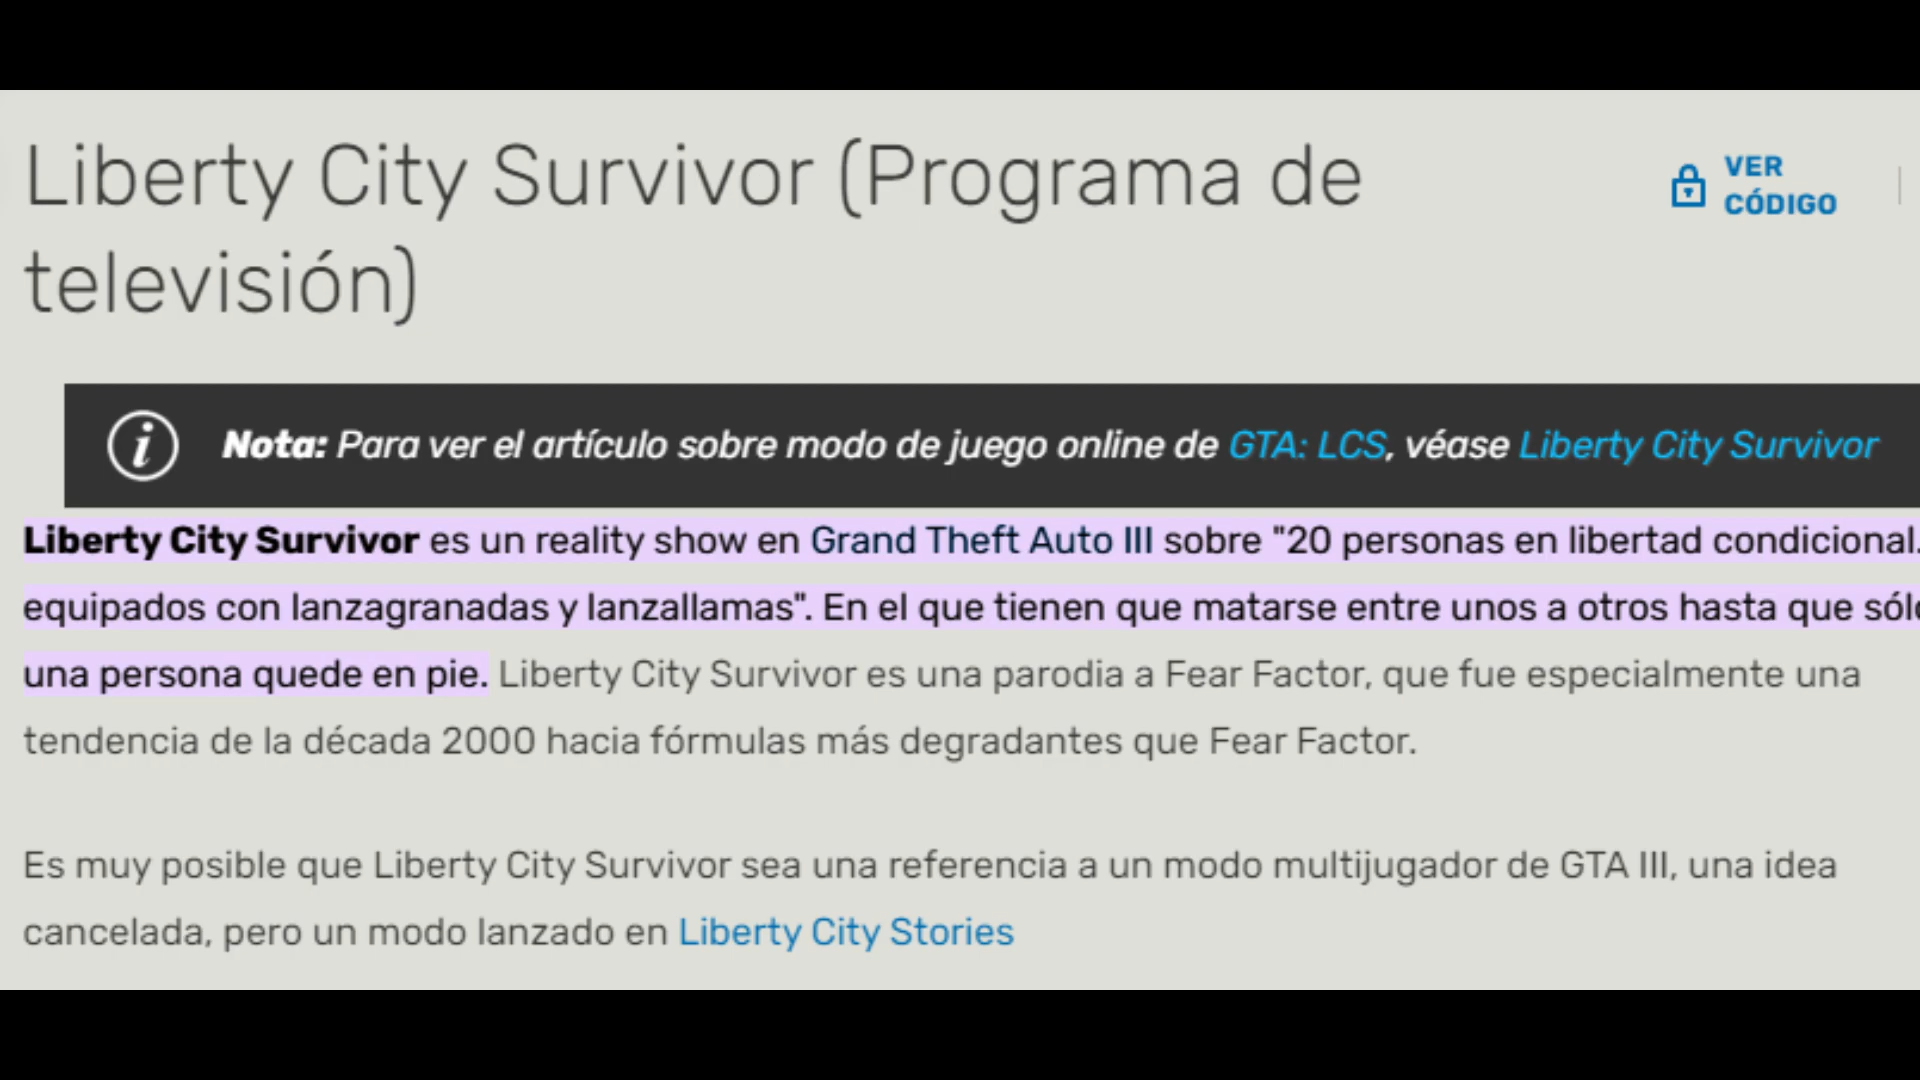 Liberty City Survivor (Programa de
televisión)
VER
CÓDIGO
Nota: Para ver el artículo sobre modo de juego online de GTA: LCS, véase Liberty City Survivor
Liberty City Survivor es un reality show en Grand Theft Auto III sobre "20 personas en libertad condicional.
equipados con lanzagranadas y lanzallamas". En el que tienen que matarse entre unos a otros hasta que sólo
una persona quede en pie. Liberty City Survivor es una parodia a Fear Factor, que fue especialmente una
tendencia de la década 2000 hacia fórmulas más degradantes que Fear Factor.
Es muy posible que Liberty City Survivor sea una referencia a un modo multijugador de GTA III, una idea
cancelada, pero un modo lanzado en Liberty City Stories